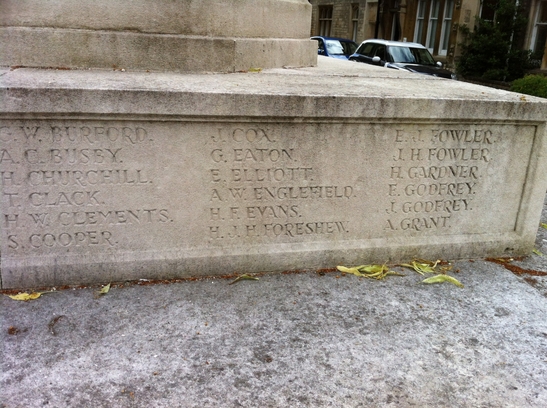 C. W. BURFORD.
A. C. BUSBY.
H. CHURCHILL.
T. CLACK.
H. W. CLEMENTS.
S. COOPER.
J. COX.
G. EATON.
E. ELLIOTT.
A. W. ENGLEFIELD.
H. F. EVANS.
H. J. H. FORESHEW.
E. J. FOWLER.
J. H. FOWLER.
H. GARDNER.
E. GODFREY.
J. GODFREY.
A. GRANT.